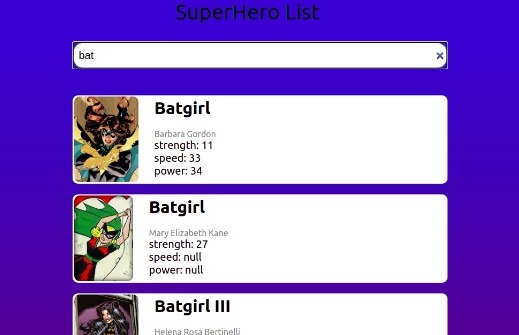 SuperHero List
bat
Batgirl
Barbara Gordon
strength: 11
speed: 33
power: 34
Batgirl
Mary Elizabeth Kane
strength: 27
speed: null
power: null
Batgirl III
Helena Rosa Bertinelli